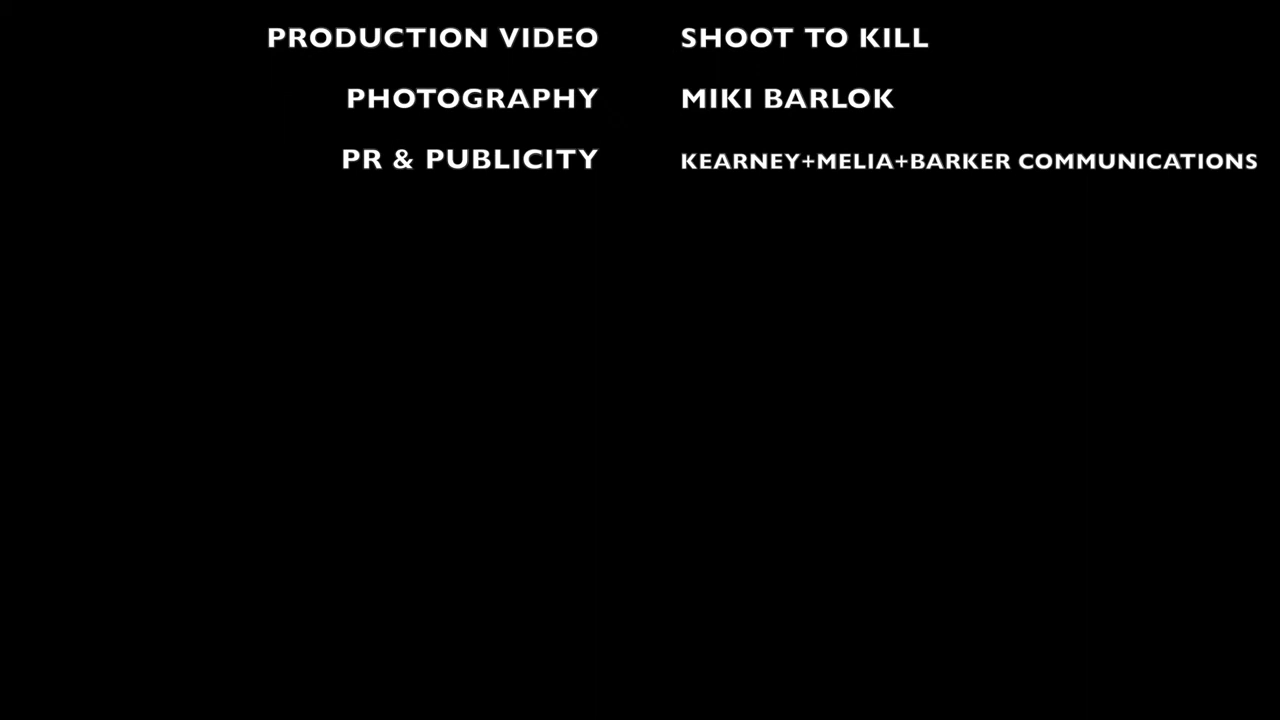 PRODUCTION VIDEO SHOOT TO KILL
PHOTOGRAPHY MIKI BARLOK
PR & PUBLICITY KEARNEY+MELIA+BARKER COMMUNICATIONS